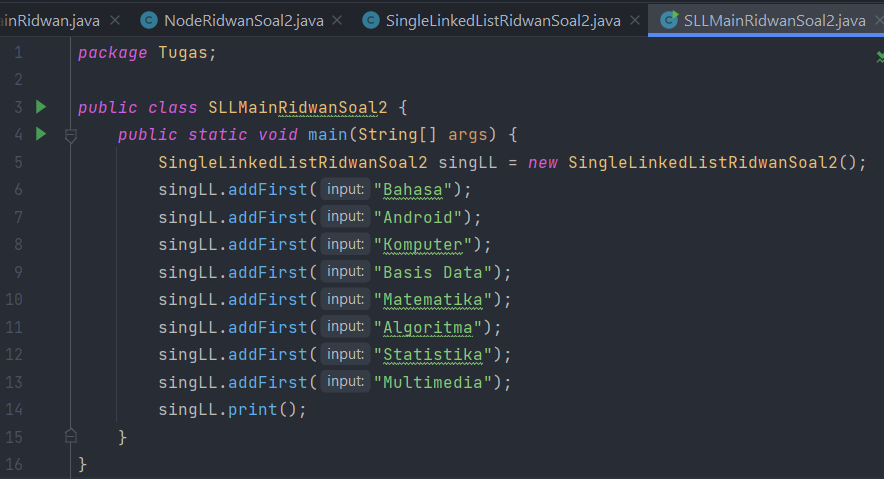 inRidwan.java NodeRidwanSoal2.java SingleLinkedListRidwanSoal2.java SLLMainRidwanSoal2.java
1 package Tugas;
2
3 public class SLLMainRidwanSoal2 {
4 public static void main(String[] args) {
5 SingleLinkedListRidwanSoal2 singLL = new SingleLinkedListRidwanSoal2();
6 singLL.addFirst( input: "Bahasa");
7 singLL.addFirst( input: "Android");
8 singLL.addFirst( input: "Komputer");
9 singLL.addFirst( input: "Basis Data");
10 singLL.addFirst( input: "Matematika");
11 singLL.addFirst( input: "Algoritma");
12 singLL.addFirst( input: "Statistika");
13 singLL.addFirst( input: "Multimedia");
14 singLL.print();
15 }
16 }